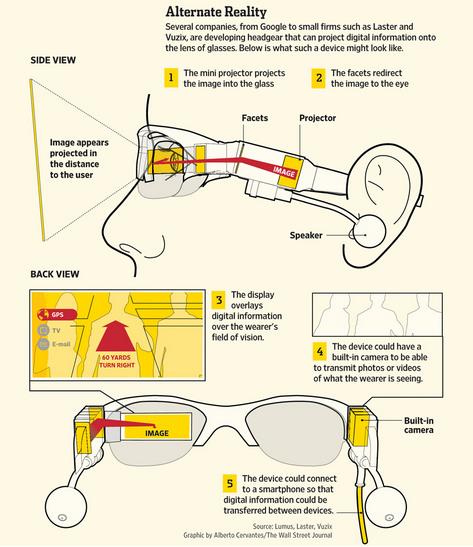 Alternate Reality
Several companies, from Google to small firms such as Laster and
Vuzix, are developing headgear that can project digital information onto
the lens of glasses. Below is what such a device might look like.
SIDE VIEW
1 The mini projector projects
the image into the glass
2 The facets redirect
the image to the eye
Facets
Projector
Image appears
projected in
the distance
to the user
IMAGE
Speaker
BACK VIEW
GPS
TV
E-mail
60 YARDS
TURN RIGHT
3 The display
overlays
digital information
over the wearer's
field of vision.
4 The device could have a
built-in camera to be able
to transmit photos or videos
of what the wearer is seeing.
IMAGE
Built-in
camera
5 The device could connect
to a smartphone so that
digital information could be
transferred between devices.
Source: Lumus, Laster, Vuzix
Graphic by Alberto Cervantes/The Wall Street Journal